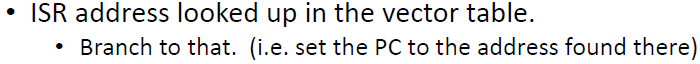 • ISR address looked up in the vector table.
• Branch to that. (i.e. set the PC to the address found there)